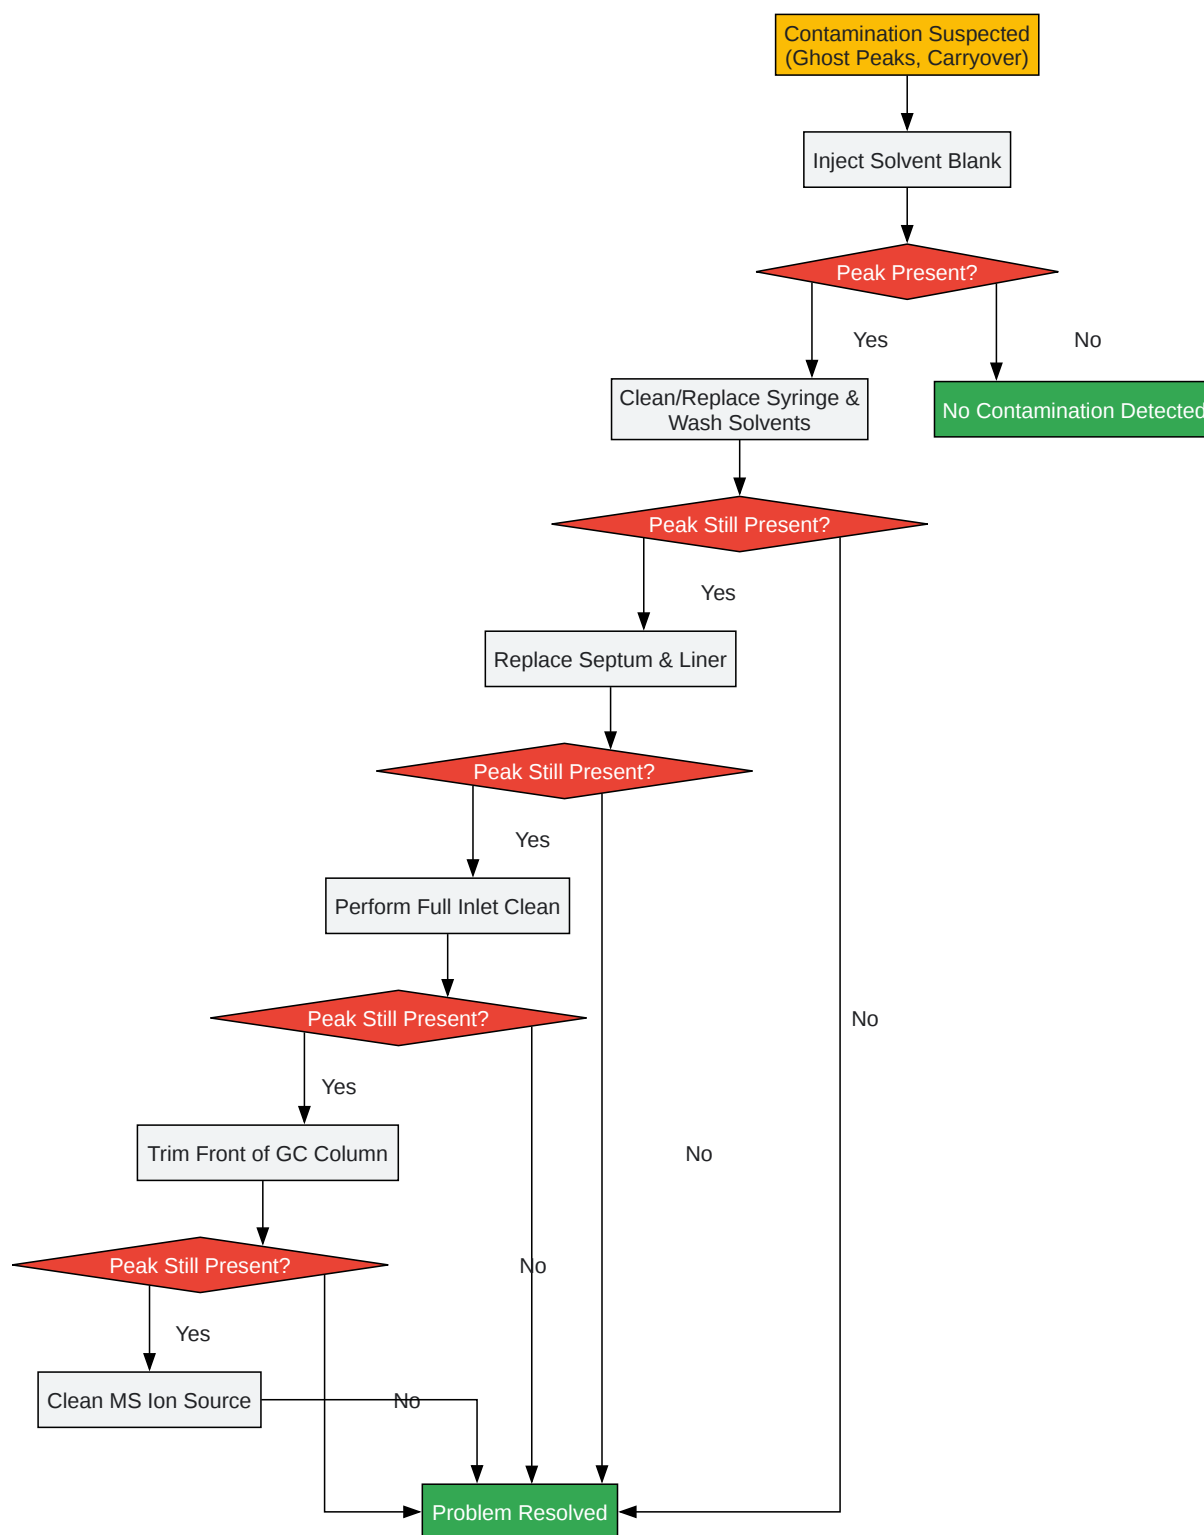 Contamination Suspected
(Ghost Peaks, Carryover)
Inject Solvent Blank
Peak Present?
Yes
No
Clean/Replace Syringe &
Wash Solvents
No Contamination Detected
Peak Still Present?
Yes
Replace Septum & Liner
Peak Still Present?
Yes
Perform Full Inlet Clean
Peak Still Present?
No
Yes
Trim Front of GC Column
No
Peak Still Present?
No
Yes
Clean MS Ion Source
No
Problem Resolved